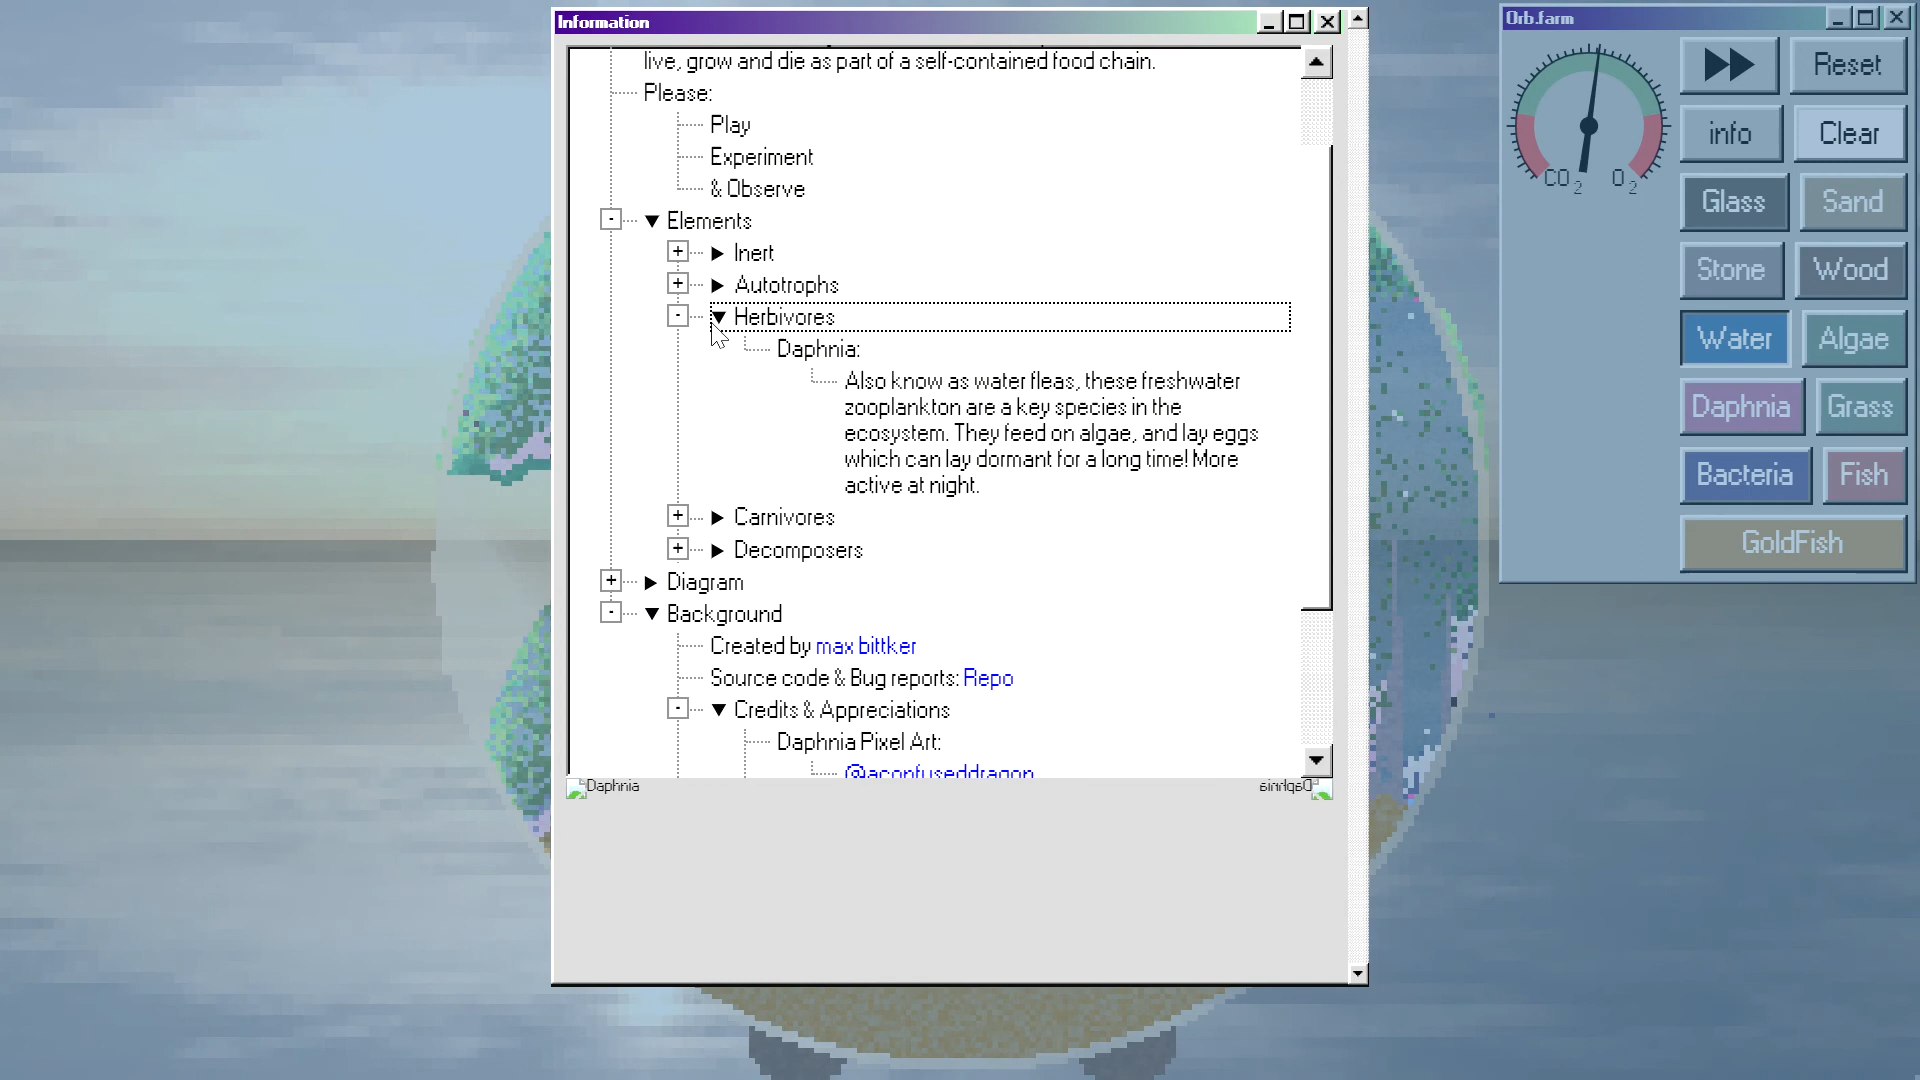 Information
live, grow and die as part of a self-contained food chain.
Please:
Play
Experiment
& Observe
- Elements
+ Inert
+ Autotrophs
- Herbivores
Daphnia:
Also know as water fleas, these freshwater
zooplankton are a key species in the
ecosystem. They feed on algae, and lay eggs
which can lay dormant for a long time! More
active at night.
+ Carnivores
+ Decomposers
+ Diagram
- Background
Created by max bittker
Source code & Bug reports: Repo
- Credits & Appreciations
Daphnia Pixel Art:
@aconfuseddragon
Daphnia
Daphnia
Orb.farm
CO2 O2
Reset
info
Clear
Glass
Sand
Stone
Wood
Water
Algae
Daphnia
Grass
Bacteria
Fish
GoldFish